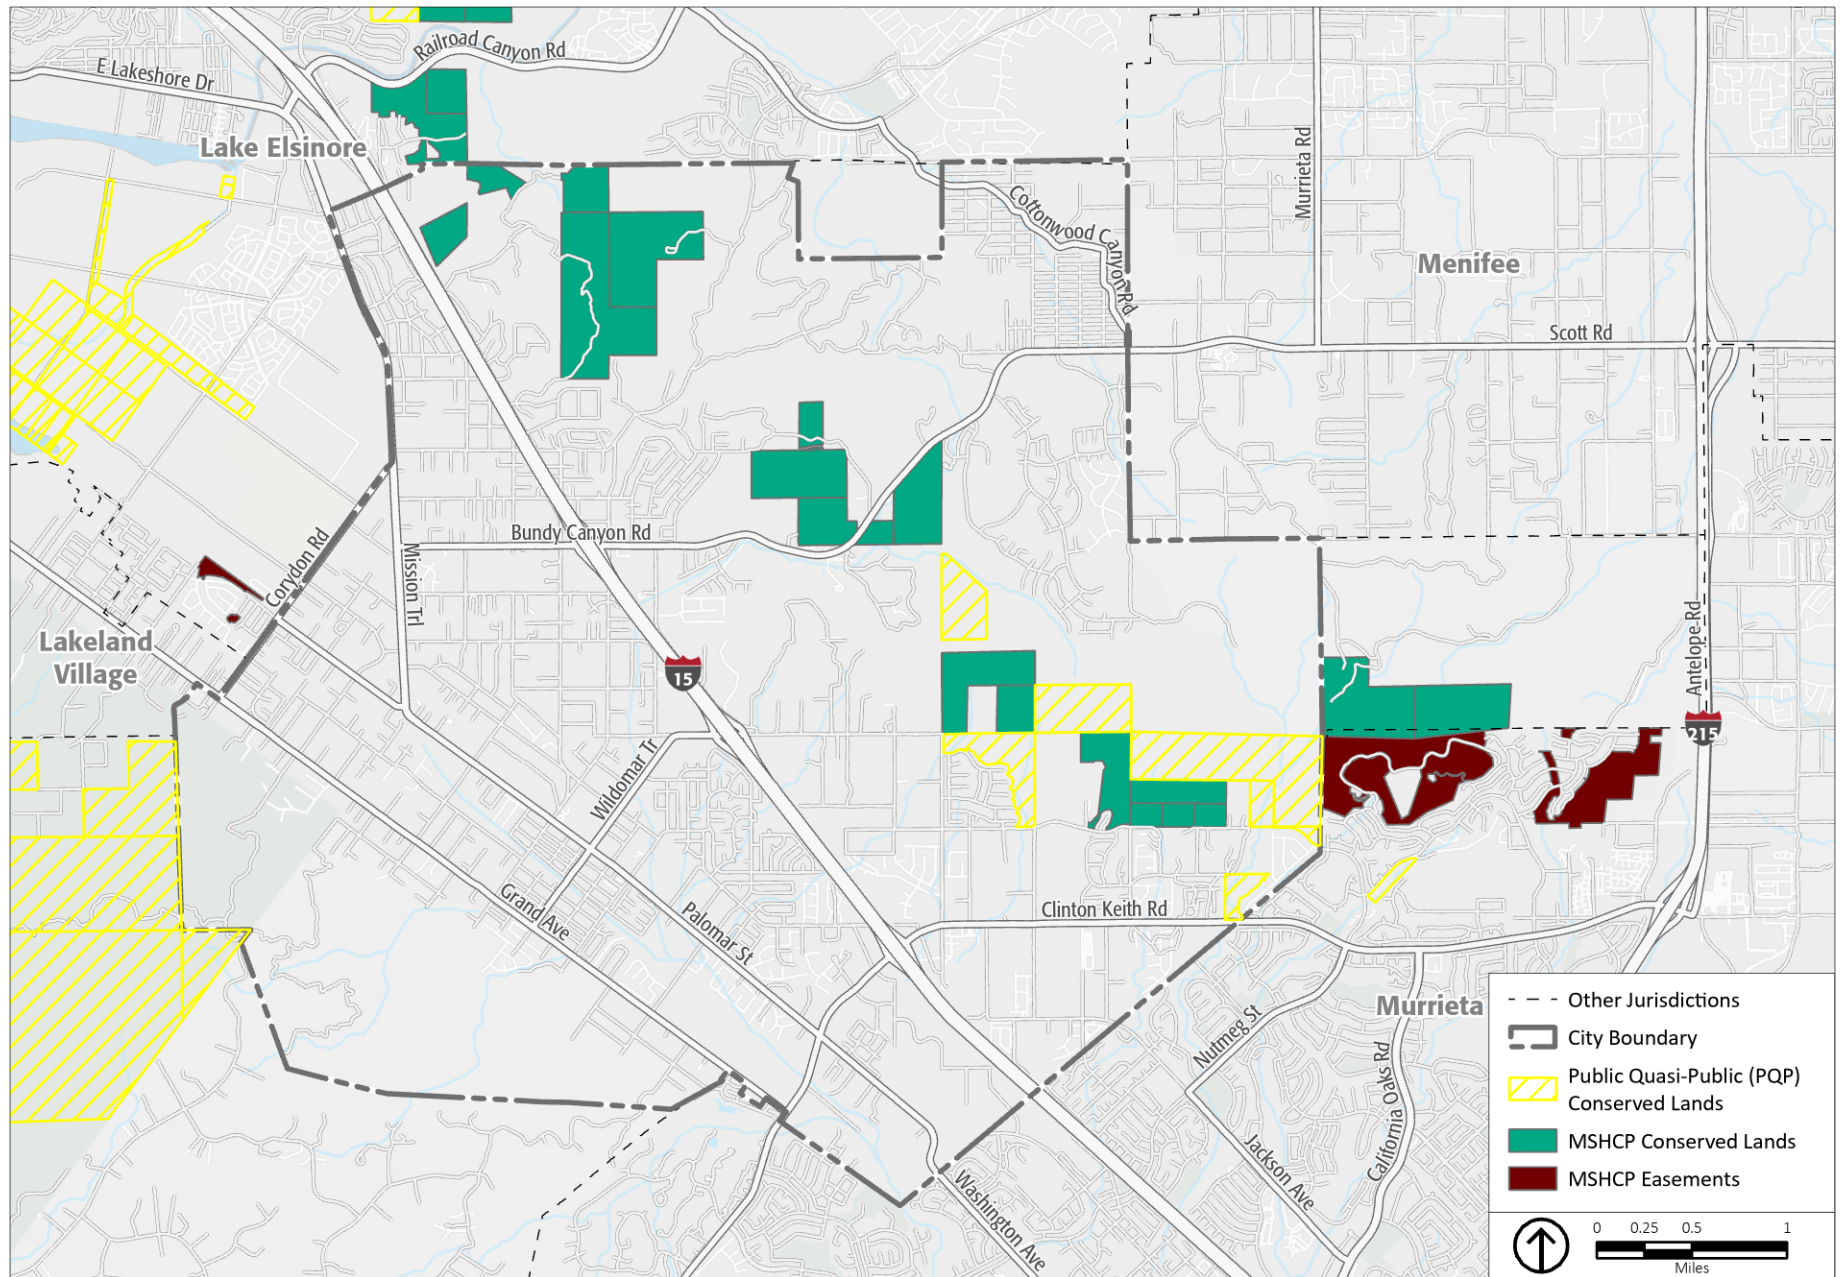 Railroad Canyon Rd
E Lakeshore Dr
Lake Elsinore
Murrieta Rd
Cottonwood Canyon Rd
Menifee
Scott Rd
Bundy Canyon Rd
Corydon Rd
Mission Trl
Antelope Rd
Lakeland
Village
15
215
Wildomar Tr
Grand Ave
Palomar St
Clinton Keith Rd
Murrieta
Nutmeg St
California Oaks Rd
Jackson Ave
Washington Ave
Other Jurisdictions
City Boundary
Public Quasi-Public (PQP)
Conserved Lands
MSHCP Conserved Lands
MSHCP Easements
0 0.25 0.5 1
Miles